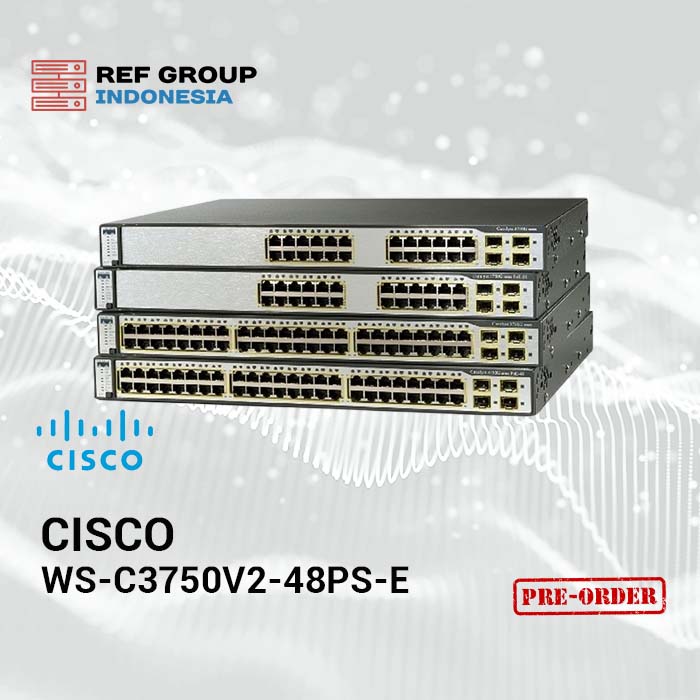 REF GROUP
INDONESIA
CISCO
CISCO
WS-C3750V2-48PS-E
PRE-ORDER